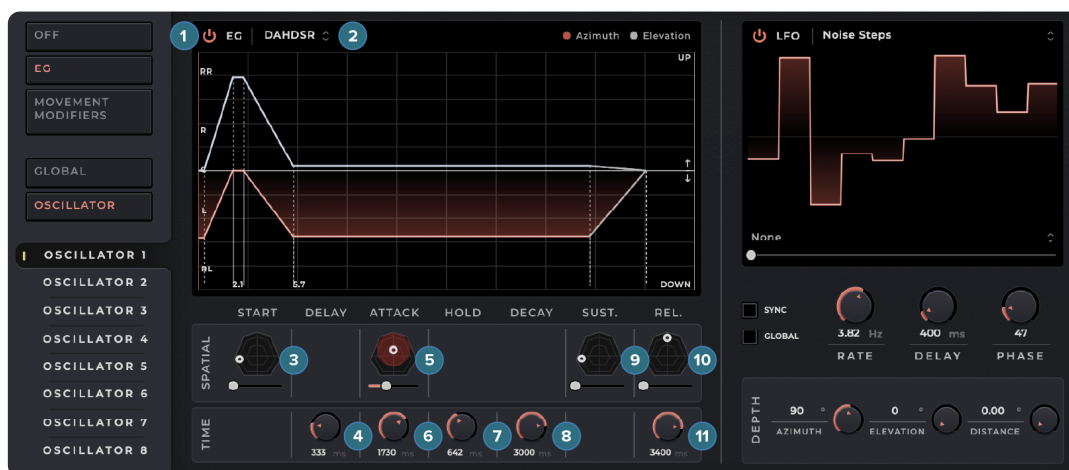 OFF
EG
MOVEMENT
MODIFIERS
GLOBAL
OSCILLATOR
OSCILLATOR 1
OSCILLATOR 2
OSCILLATOR 3
OSCILLATOR 4
OSCILLATOR 5
OSCILLATOR 6
OSCILLATOR 7
OSCILLATOR 8
1 EG DAHDSR 2 Azimuth Elevation
UP
RR
R
C
L
RL
2.1 5.7 DOWN
START DELAY ATTACK HOLD DECAY SUST. REL.
SPATIAL 3 5 9 10
TIME 4 6 7 8 11
333 ms 1730 ms 642 ms 3000 ms 3400 ms
LFO Noise Steps
None
SYNC
GLOBAL
3.82 Hz 400 ms 47
RATE DELAY PHASE
DEPTH
90 ° 0 ° 0.00 °
AZIMUTH ELEVATION DISTANCE